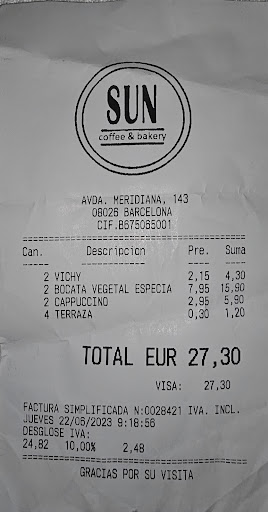 SUN
coffee & bakery
AVDA. MERIDIANA, 143
08026 BARCELONA
CIF.B675065001
Can. Descripcion Pre. Suma
2 VICHY 2,15 4,30
2 BOCATA VEGETAL ESPECIA 7,95 15,90
2 CAPPUCCINO 2,95 5,90
4 TERRAZA 0,30 1,20
TOTAL EUR 27,30
VISA: 27,30
FACTURA SIMPLIFICADA N:0028421 IVA. INCL.
JUEVES 22/06/2023 9:18:56
DESGLOSE IVA:
24,82 10,00% 2,48
GRACIAS POR SU VISITA